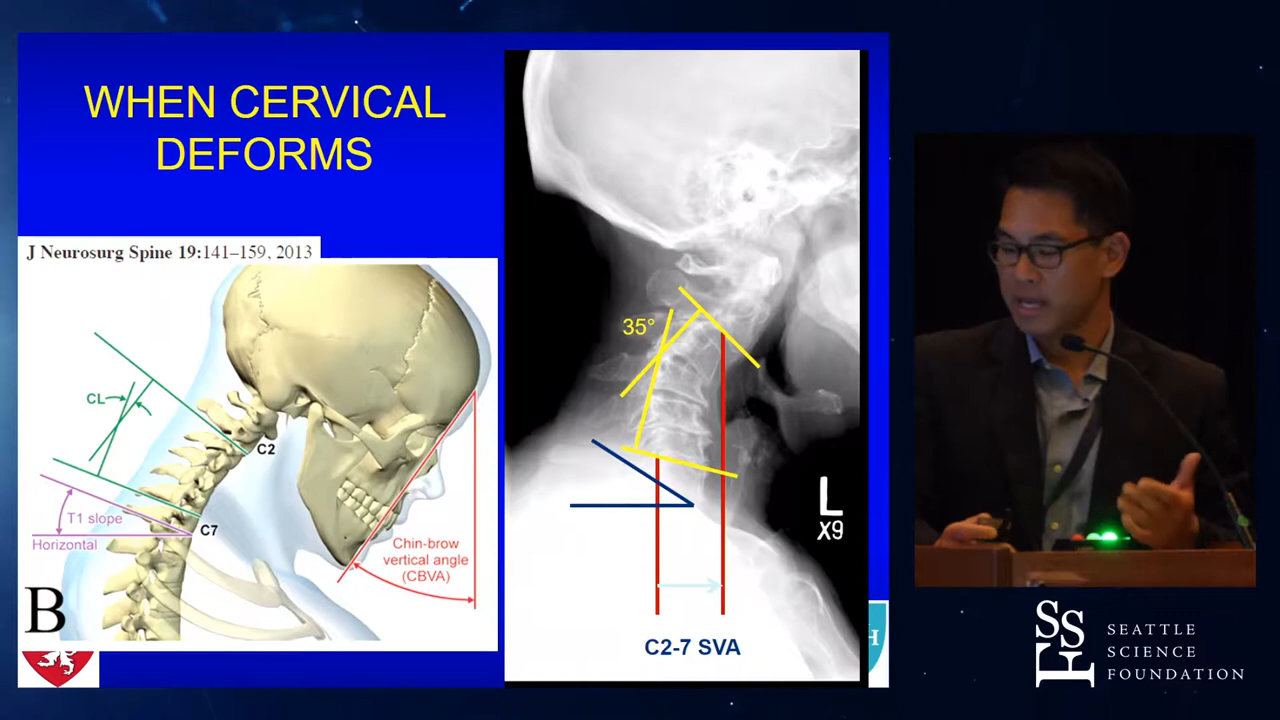 WHEN CERVICAL
DEFORMS
J Neurosurg Spine 19:141–159, 2013
CL
C2
T1 slope
C7
Horizontal
Chin-brow
vertical angle
(CBVA)
B
35°
L
X9
C2-7 SVA
H
SSF
SEATTLE
SCIENCE
FOUNDATION